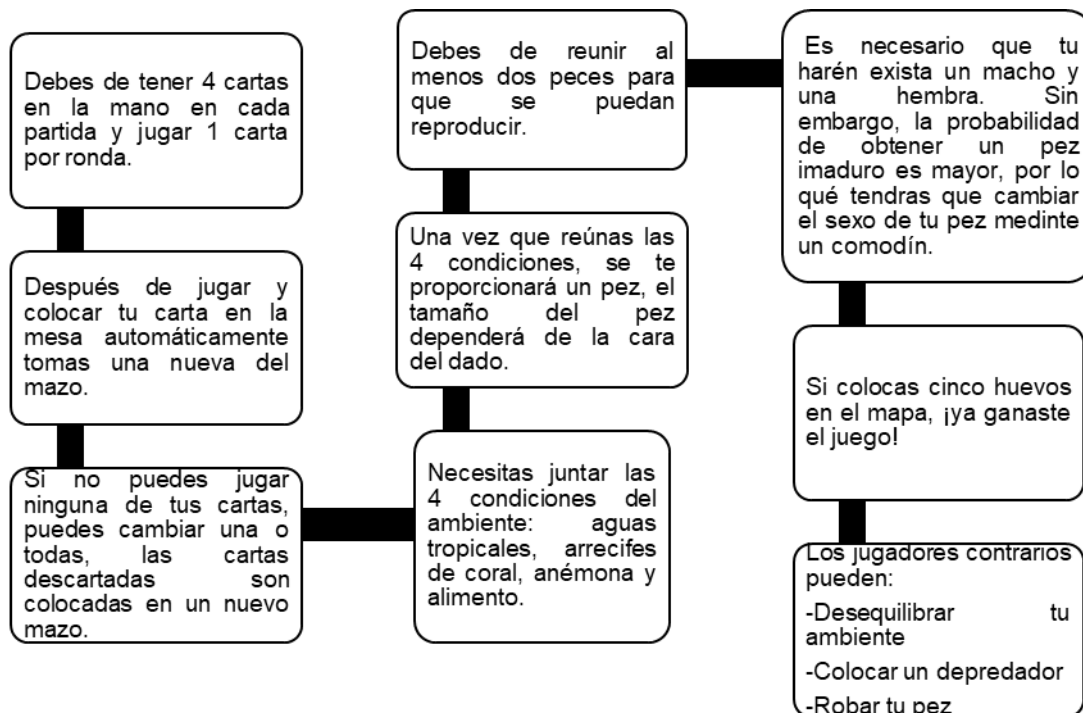 Debes de tener 4 cartas
en la mano en cada
partida y jugar 1 carta
por ronda.
Después de jugar y
colocar tu carta en la
mesa automáticamente
tomas una nueva del
mazo.
Si no puedes jugar
ninguna de tus cartas,
puedes cambiar una o
todas, las cartas
descartadas son
colocadas en un nuevo
mazo.
Necesitas juntar las
4 condiciones del
ambiente: aguas
tropicales, arrecifes
de coral, anémona y
alimento.
Una vez que reúnas las
4 condiciones, se te
proporcionará un pez, el
tamaño del pez
dependerá de la cara
del dado.
Debes de reunir al
menos dos peces para
que se puedan
reproducir.
Es necesario que tu
harén exista un macho y
una hembra. Sin
embargo, la probabilidad
de obtener un pez
imaduro es mayor, por lo
qué tendras que cambiar
el sexo de tu pez medinte
un comodín.
Si colocas cinco huevos
en el mapa, ¡ya ganaste
el juego!
Los jugadores contrarios
pueden:
-Desequilibrar tu
ambiente
-Colocar un depredador
-Robar tu pez